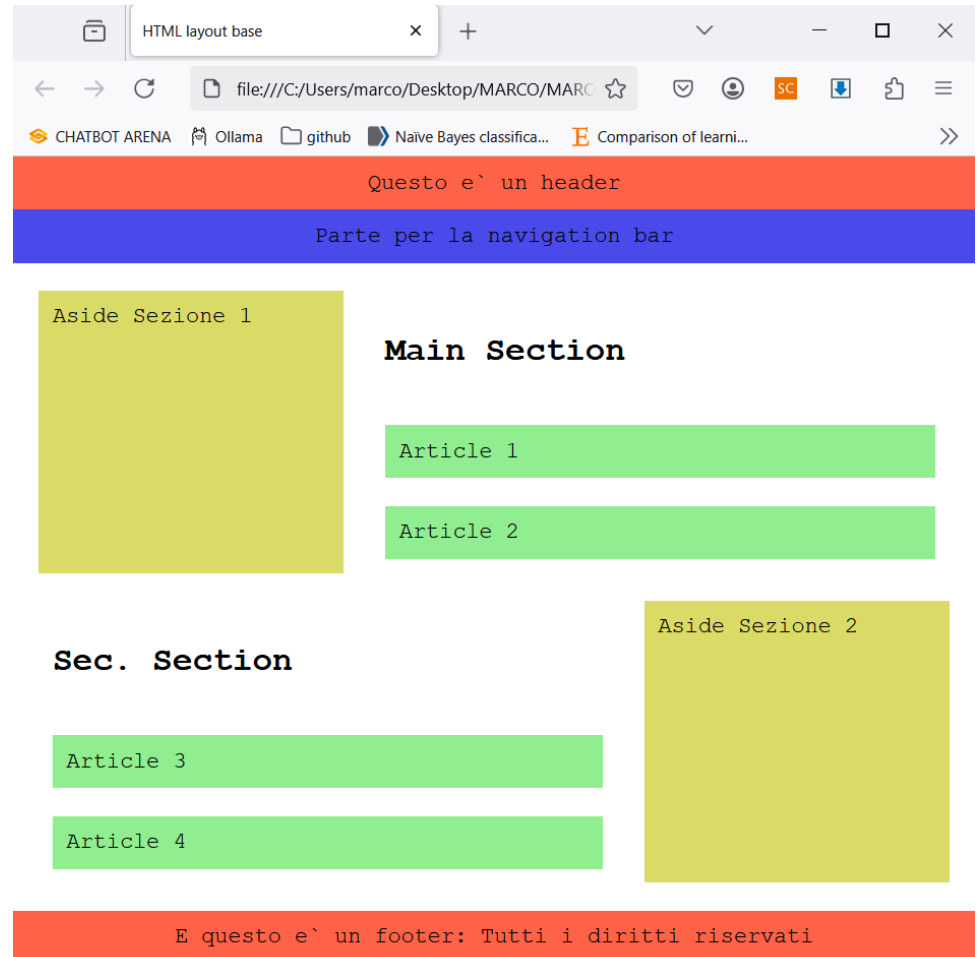 HTML layout base
file:///C:/Users/marco/Desktop/MARCO/MARC
SC
CHATBOT ARENA Ollama github Naïve Bayes classifica... E Comparison of learni...
Questo e` un header
Parte per la navigation bar
Aside Sezione 1
Main Section
Article 1
Article 2
Aside Sezione 2
Sec. Section
Article 3
Article 4
E questo e` un footer: Tutti i diritti riservati